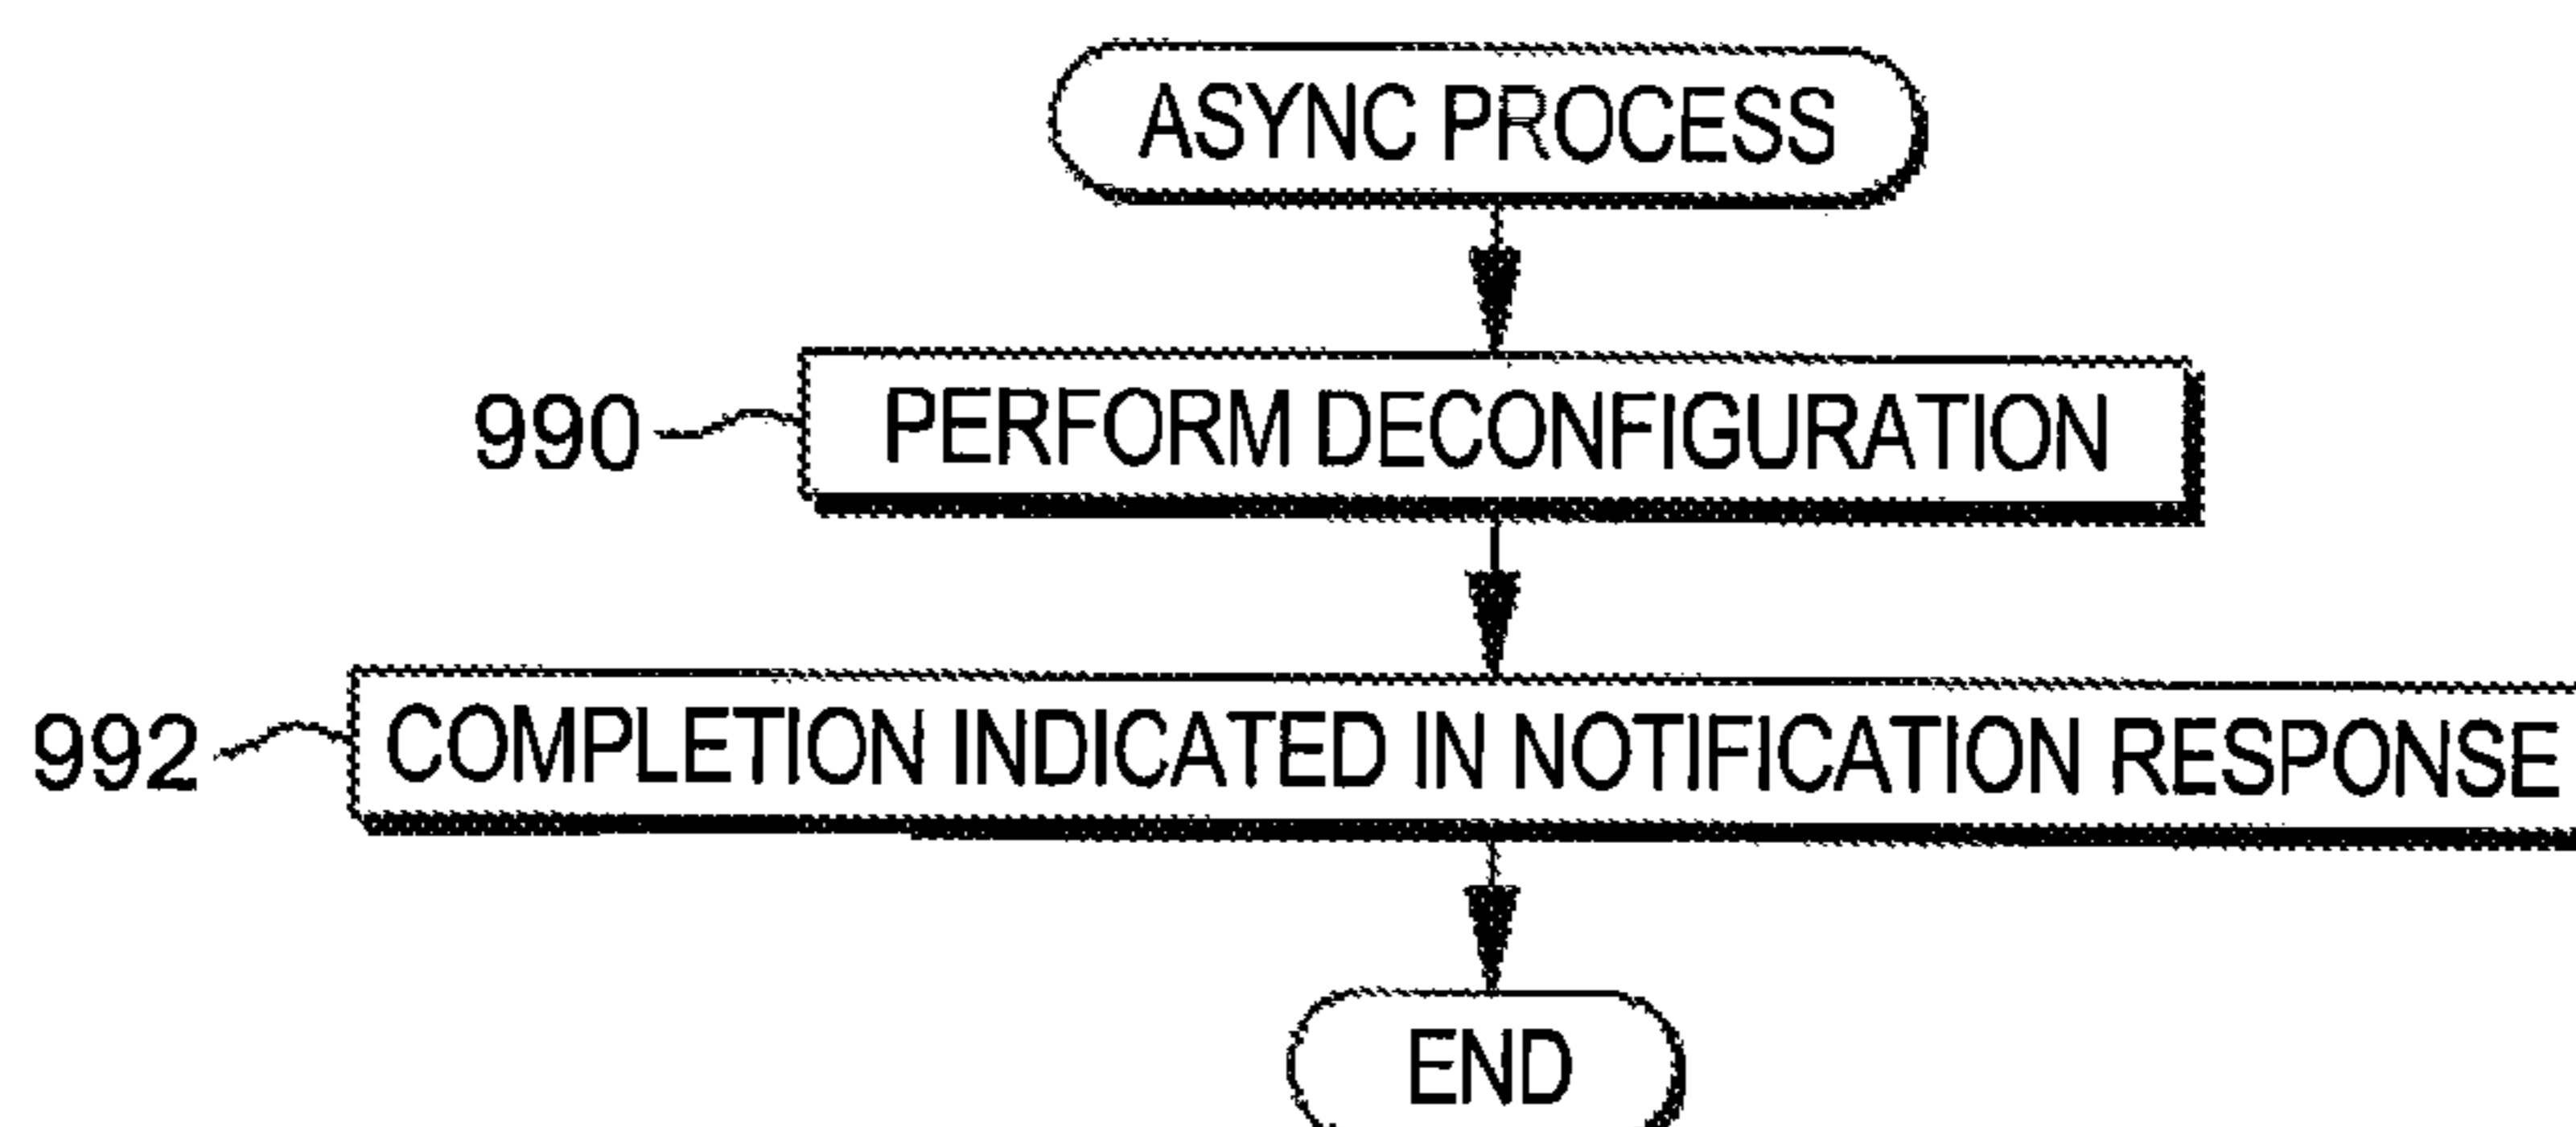 ASYNC PROCESS
990 PERFORM DECONFIGURATION
992 COMPLETION INDICATED IN NOTIFICATION RESPONSE
END